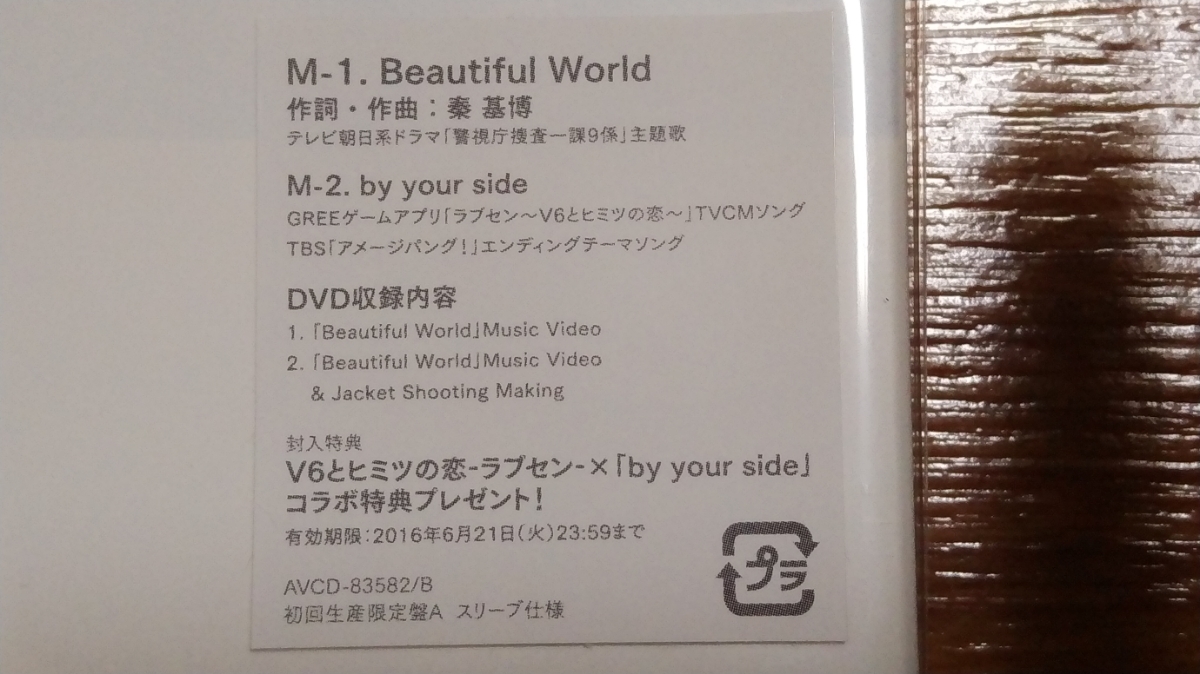 M-1. Beautiful World
作詞・作曲：秦 基博
テレビ朝日系ドラマ「警視庁捜査一課9係」主題歌
M-2. by your side
GREEゲームアプリ「ラブセン〜V6とヒミツの恋〜」TVCMソング
TBS「アメージパング！」エンディングテーマソング
DVD収録内容
1. 「Beautiful World」Music Video
2. 「Beautiful World」Music Video
& Jacket Shooting Making
封入特典
V6とヒミツの恋-ラブセン-×「by your side」
コラボ特典プレゼント！
有効期限：2016年6月21日（火）23:59まで
プラ
AVCD-83582/B
初回生産限定盤A スリーブ仕様